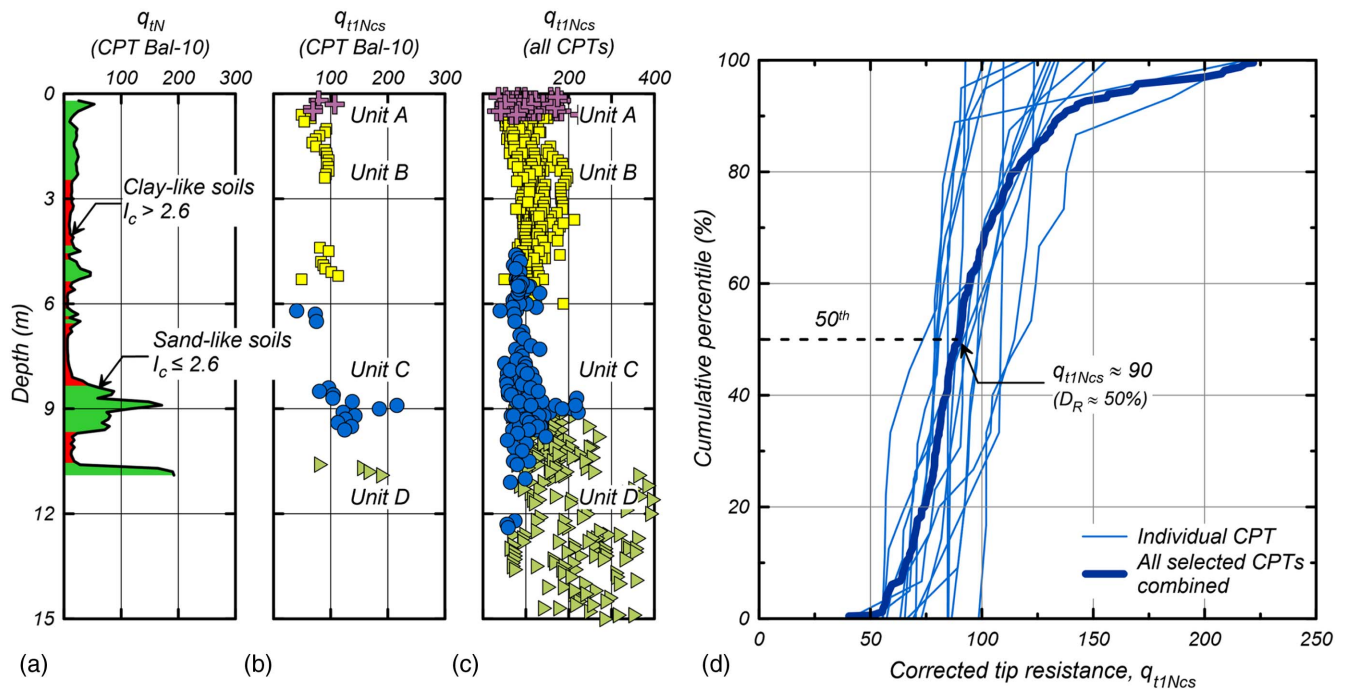 q_tN
(CPT Bal-10)
100 200 300
q_t1Ncs
(CPT Bal-10)
100 200 300
q_t1Ncs
(all CPTs)
200 400
Depth (m)
0
3
6
9
12
15
Clay-like soils
I_c > 2.6
Sand-like soils
I_c ≤ 2.6
Unit A
Unit B
Unit C
Unit D
Unit A
Unit B
Unit C
Unit D
(a)
(b)
(c)
(d)
Cumulative percentile (%)
100
80
60
40
20
0
50th
q_t1Ncs ≈ 90
(D_R ≈ 50%)
Individual CPT
All selected CPTs
combined
0 50 100 150 200 250
Corrected tip resistance, q_t1Ncs